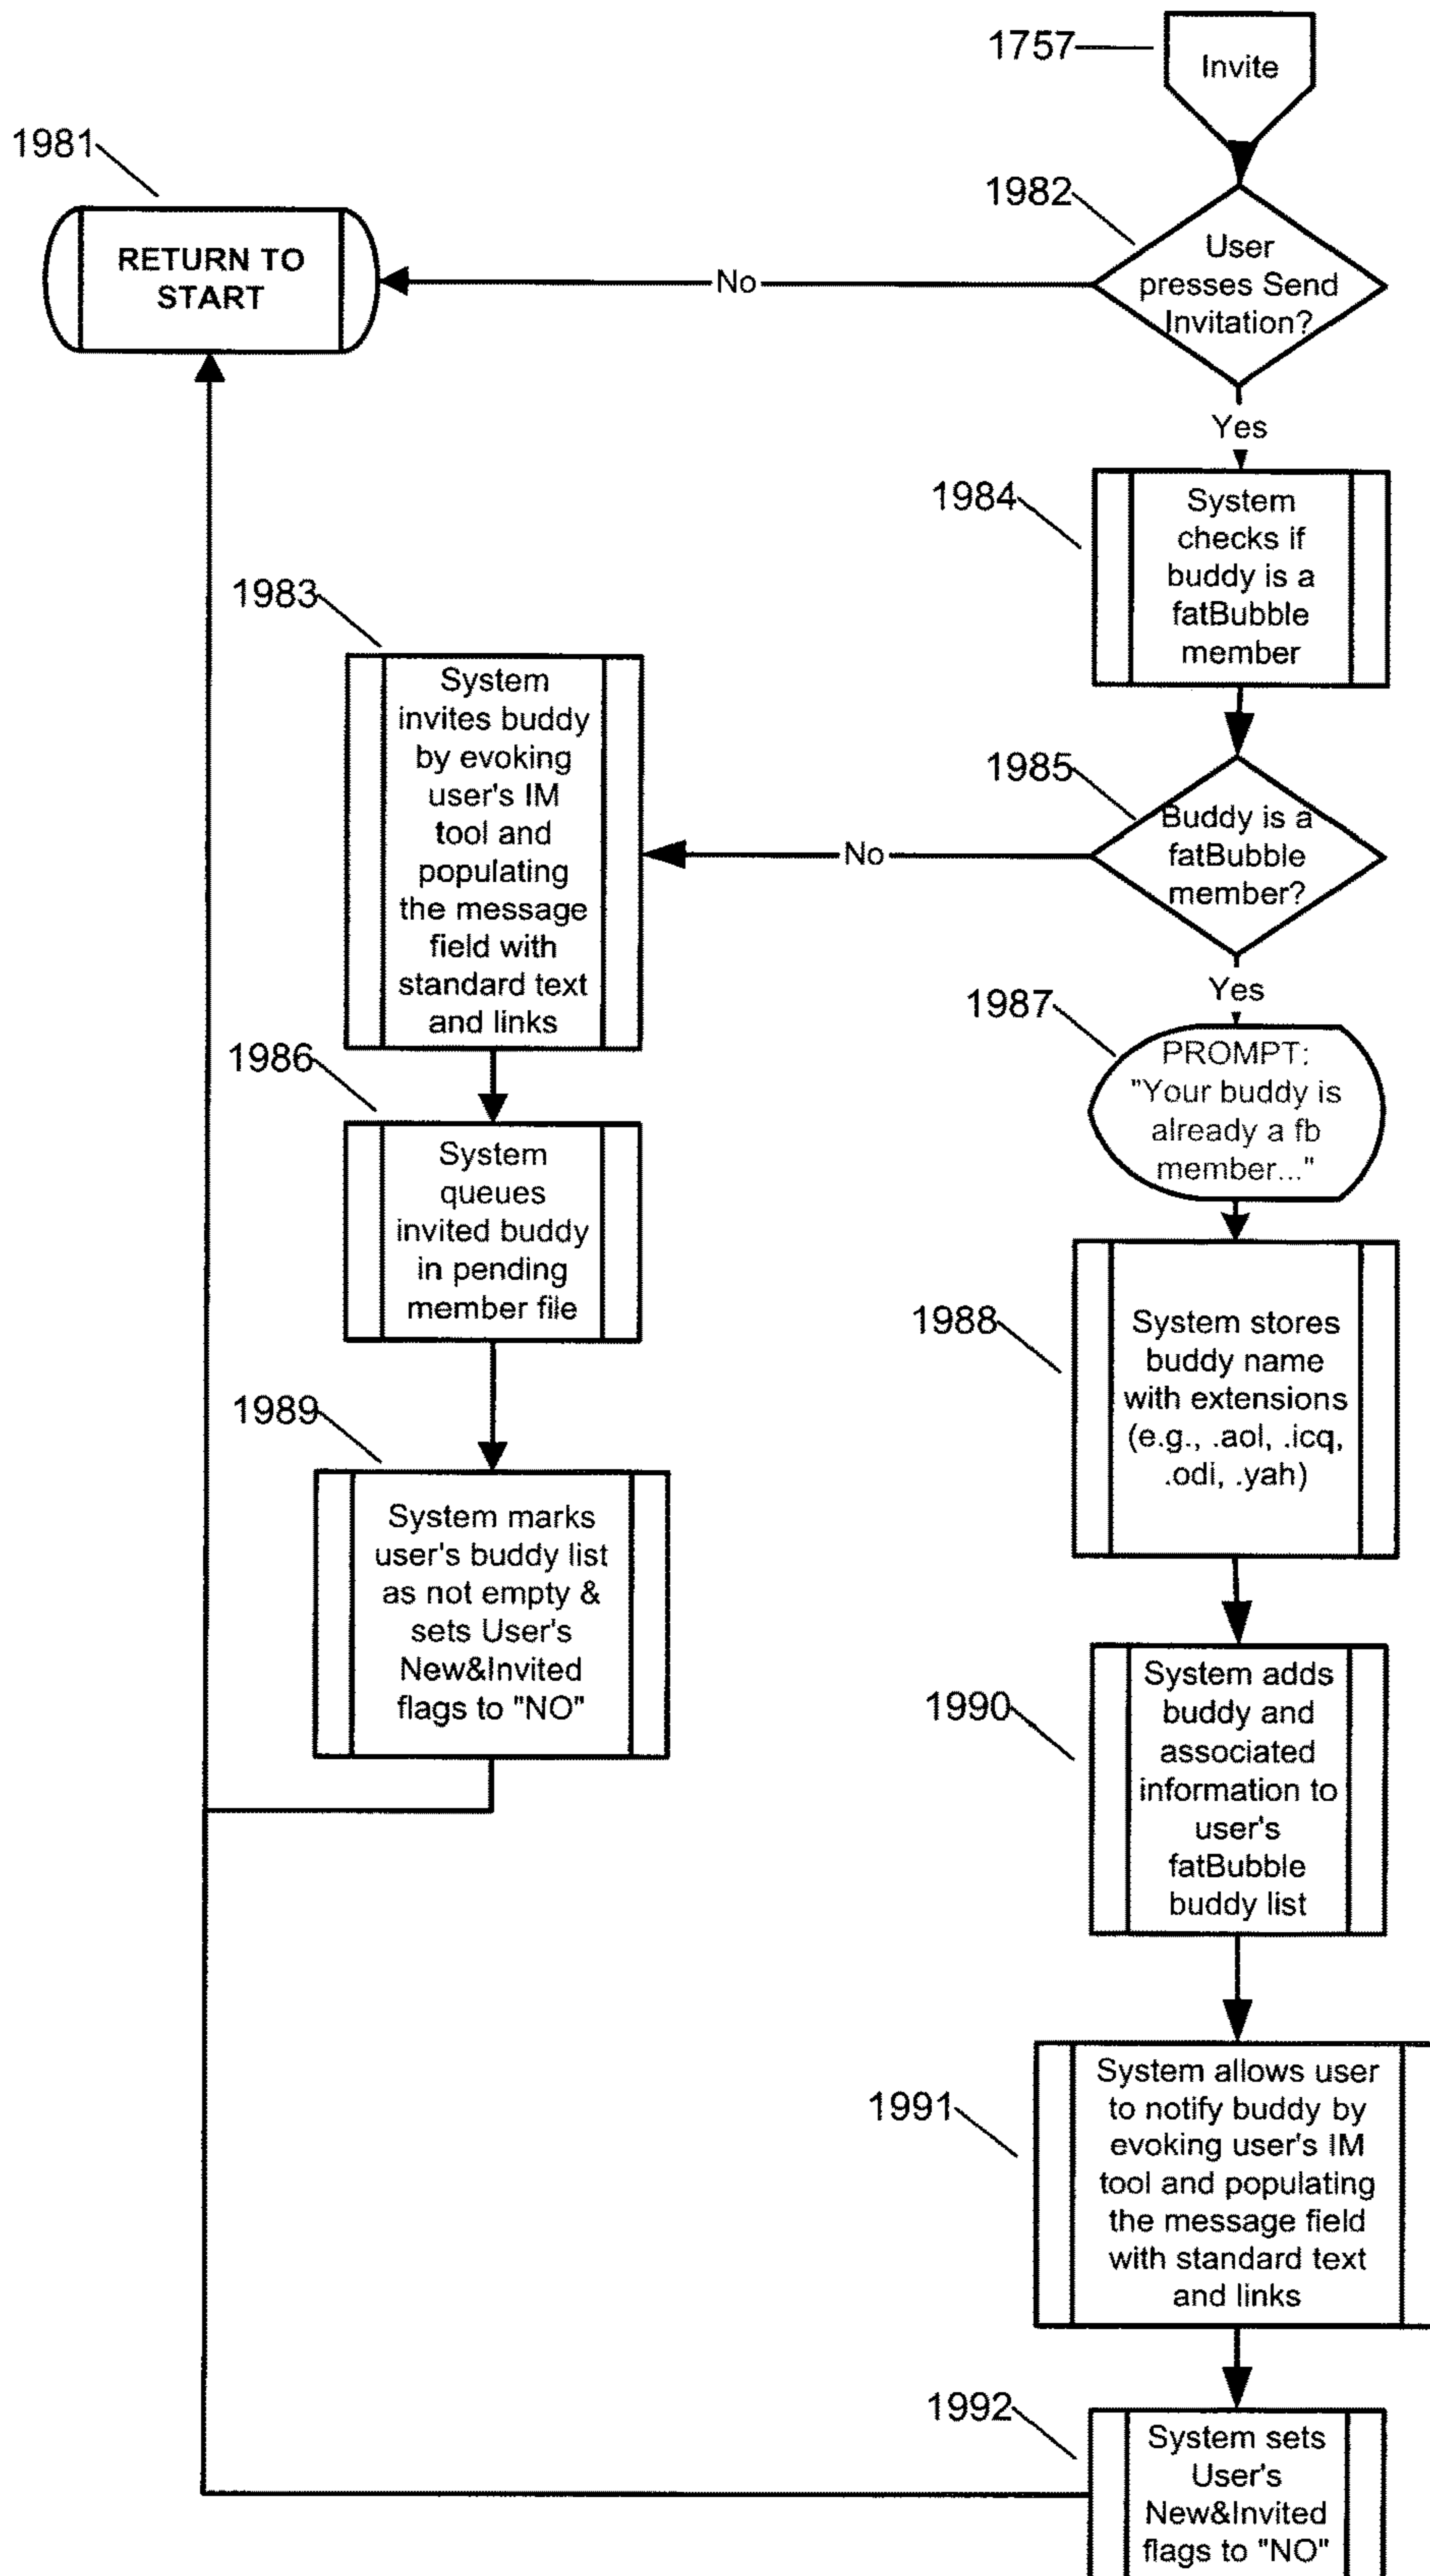 1757
Invite
1981
1982
RETURN TO
START
User
presses Send
Invitation?
No
Yes
1984
System
checks if
buddy is a
fatBubble
member
1983
System
invites buddy
by evoking
user's IM
tool and
populating
the message
field with
standard text
and links
1985
Buddy is a
fatBubble
member?
No
Yes
1987
PROMPT:
"Your buddy is
already a fb
member..."
1986
System
queues
invited buddy
in pending
member file
1988
System stores
buddy name
with extensions
(e.g., .aol, .icq,
.odi, .yah)
1989
System marks
user's buddy list
as not empty &
sets User's
New&Invited
flags to "NO"
1990
System adds
buddy and
associated
information to
user's
fatBubble
buddy list
1991
System allows user
to notify buddy by
evoking user's IM
tool and populating
the message field
with standard text
and links
1992
System sets
User's
New&Invited
flags to "NO"